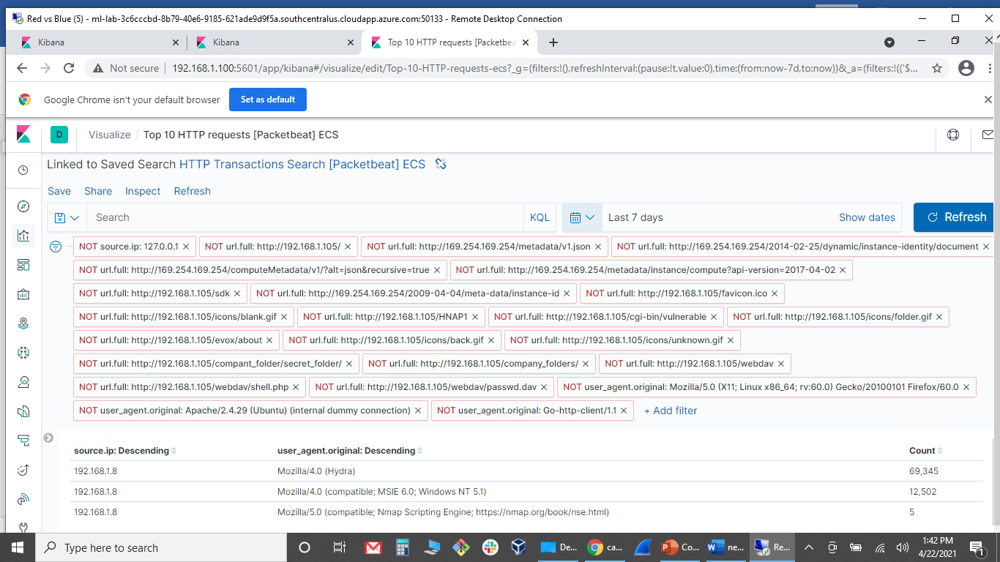 Red vs Blue (5) - ml-lab-3c6cccbd-8b79-40e6-9185-621ade9d9f5a.southcentralus.cloudapp.azure.com:50133 - Remote Desktop Connection
Kibana Kibana Top 10 HTTP requests [Packetbea
Not secure 192.168.1.100:5601/app/kibana#/visualize/edit/Top-10-HTTP-requests-ecs?_g=(filters:!(),refreshInterval:(pause:!t,value:0),time:(from:now-7d,to:now))&_a=(filters:!(('$...
Google Chrome isn't your default browser Set as default
D Visualize / Top 10 HTTP requests [Packetbeat] ECS
Linked to Saved Search HTTP Transactions Search [Packetbeat] ECS
Save Share Inspect Refresh
Search KQL Last 7 days Show dates Refresh
NOT source.ip: 127.0.0.1 NOT url.full: http://192.168.1.105/ NOT url.full: http://169.254.169.254/metadata/v1.json NOT url.full: http://169.254.169.254/2014-02-25/dynamic/instance-identity/document
NOT url.full: http://169.254.169.254/computeMetadata/v1/?alt=json&recursive=true NOT url.full: http://169.254.169.254/metadata/instance/compute?api-version=2017-04-02
NOT url.full: http://192.168.1.105/sdk NOT url.full: http://169.254.169.254/2009-04-04/meta-data/instance-id NOT url.full: http://192.168.1.105/favicon.ico
NOT url.full: http://192.168.1.105/icons/blank.gif NOT url.full: http://192.168.1.105/HNAP1 NOT url.full: http://192.168.1.105/cgi-bin/vulnerable NOT url.full: http://192.168.1.105/icons/folder.gif
NOT url.full: http://192.168.1.105/evox/about NOT url.full: http://192.168.1.105/icons/back.gif NOT url.full: http://192.168.1.105/icons/unknown.gif
NOT url.full: http://192.168.1.105/compant_folder/secret_folder/ NOT url.full: http://192.168.1.105/company_folders/ NOT url.full: http://192.168.1.105/webdav
NOT url.full: http://192.168.1.105/webdav/shell.php NOT url.full: http://192.168.1.105/webdav/passwd.dav NOT user_agent.original: Mozilla/5.0 (X11; Linux x86_64; rv:60.0) Gecko/20100101 Firefox/60.0
NOT user_agent.original: Apache/2.4.29 (Ubuntu) (internal dummy connection) NOT user_agent.original: Go-http-client/1.1 + Add filter
source.ip: Descending user_agent.original: Descending Count
192.168.1.8 Mozilla/4.0 (Hydra) 69,345
192.168.1.8 Mozilla/4.0 (compatible; MSIE 6.0; Windows NT 5.1) 12,502
192.168.1.8 Mozilla/5.0 (compatible; Nmap Scripting Engine; https://nmap.org/book/nse.html) 5
Type here to search De... ca... Co... ne... Re... 1:42 PM
4/22/2021 1